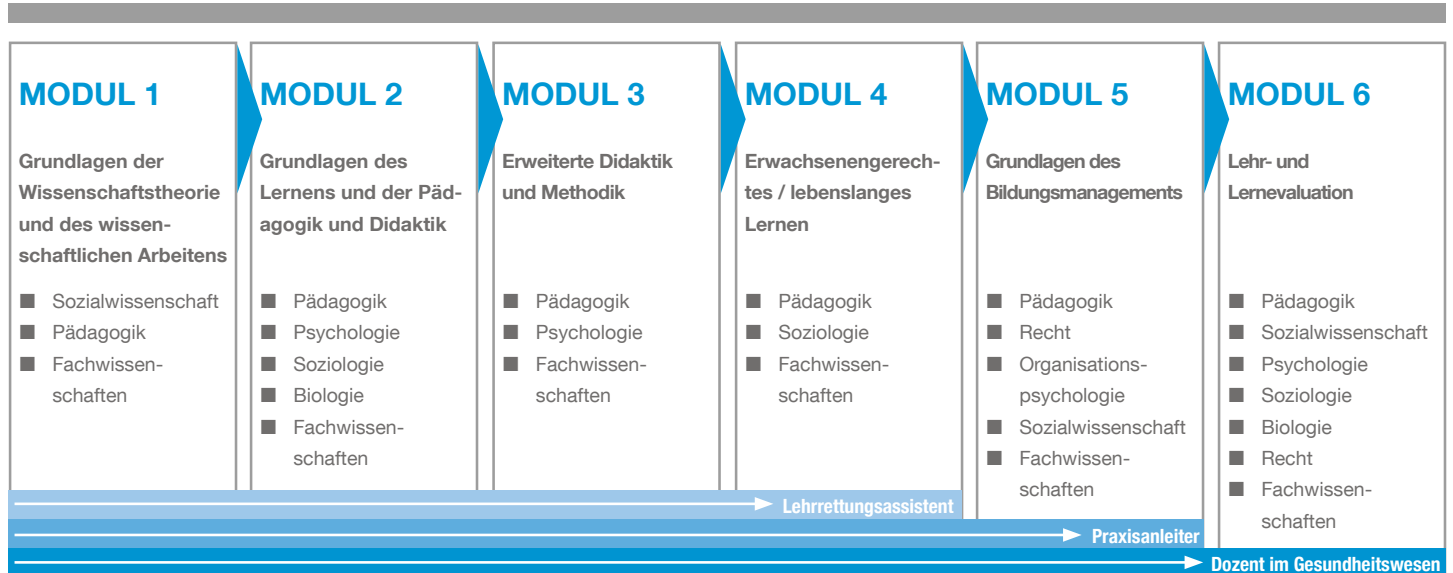 MODUL 1
Grundlagen der
Wissenschaftstheorie
und des wissen-
schaftlichen Arbeitens
Sozialwissenschaft
Pädagogik
Fachwissen-
schaften
MODUL 2
Grundlagen des
Lernens und der Päd-
agogik und Didaktik
Pädagogik
Psychologie
Soziologie
Biologie
Fachwissen-
schaften
MODUL 3
Erweiterte Didaktik
und Methodik
Pädagogik
Psychologie
Fachwissen-
schaften
MODUL 4
Erwachsenengerech-
tes / lebenslanges
Lernen
Pädagogik
Soziologie
Fachwissen-
schaften
MODUL 5
Grundlagen des
Bildungsmanagements
Pädagogik
Recht
Organisations-
psychologie
Sozialwissenschaft
Fachwissen-
schaften
MODUL 6
Lehr- und
Lernevaluation
Pädagogik
Sozialwissenschaft
Psychologie
Soziologie
Biologie
Recht
Fachwissen-
schaften
Lehrrettungsassistent
Praxisanleiter
Dozent im Gesundheitswesen